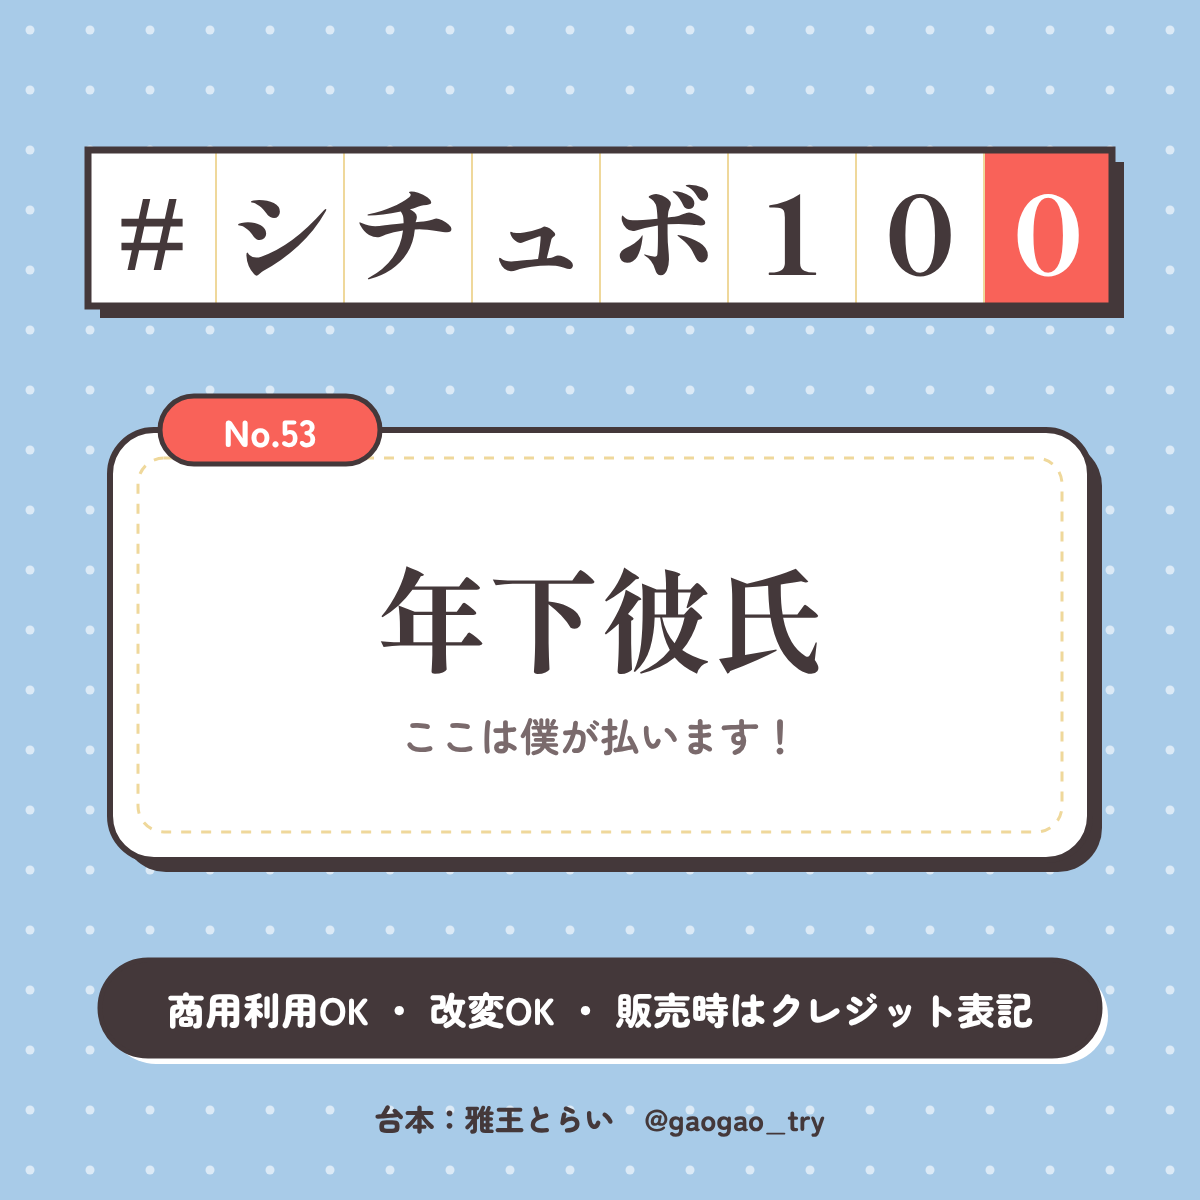 #シチュボ100
No.53
年下彼氏
ここは僕が払います！
商用利用OK ・ 改変OK ・ 販売時はクレジット表記
台本：雅王とらい　@gaogao_try